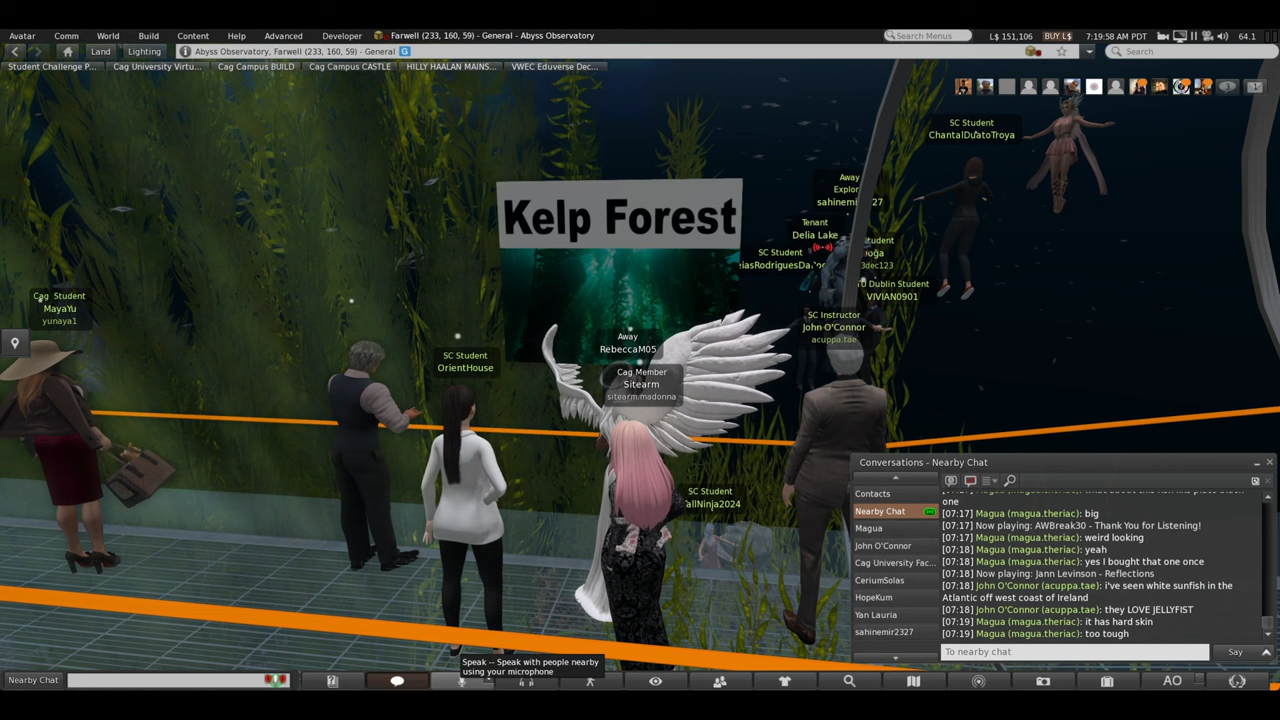 Avatar Comm World Build Content Help Advanced Farwell (233, 160, 59) - General - Abyss Observatory Search Menus L$ 151,106 BUY L$ 7:19:58 AM PDT 64.1
Land Lighting Abyss Observatory, Farwell (233, 160, 59) - General G Search
Student Challenge P... Cag University Virtu... Cag Campus BUILD Cag Campus CASTLE HILLY HAALAN MAINS... VWEC Eduverse Dec...
SC Student
ChantalDuatoTroya
Away
Explor
sahinemi 27
Kelp Forest
Tenant
Delia Lake
SC Student
3dec123
U Dublin Student
VIVIAN0901
Cag Student
MayaYu
yunaya1
SC Instructor
John O'Connor
acuppa.tae
Away
RebeccaM05
SC Student
OrientHouse
Cag Member
Sitearm
sitearm.madonna
SC Student
allNinja2024
Conversations - Nearby Chat
Contacts
Nearby Chat
Magua
John O'Connor
Cag University Fac...
CeriumSolas
HopeKum
Yan Lauria
sahinemir2327
one
[07:17] Magua (magua.theriac): big
[07:17] Now playing: AWBreak30 - Thank You for Listening!
[07:17] Magua (magua.theriac): weird looking
[07:18] Magua (magua.theriac): yeah
[07:18] Magua (magua.theriac): yes I bought that one once
[07:18] Now playing: Jann Levinson - Reflections
[07:18] John O'Connor (acuppa.tae): i've seen white sunfish in the
Atlantic off west coast of Ireland
[07:18] John O'Connor (acuppa.tae): they LOVE JELLYFIST
[07:19] Magua (magua.theriac): it has hard skin
[07:19] Magua (magua.theriac): too tough
To nearby chat Say
Speak -- Speak with people nearby
using your microphone
Nearby Chat AO